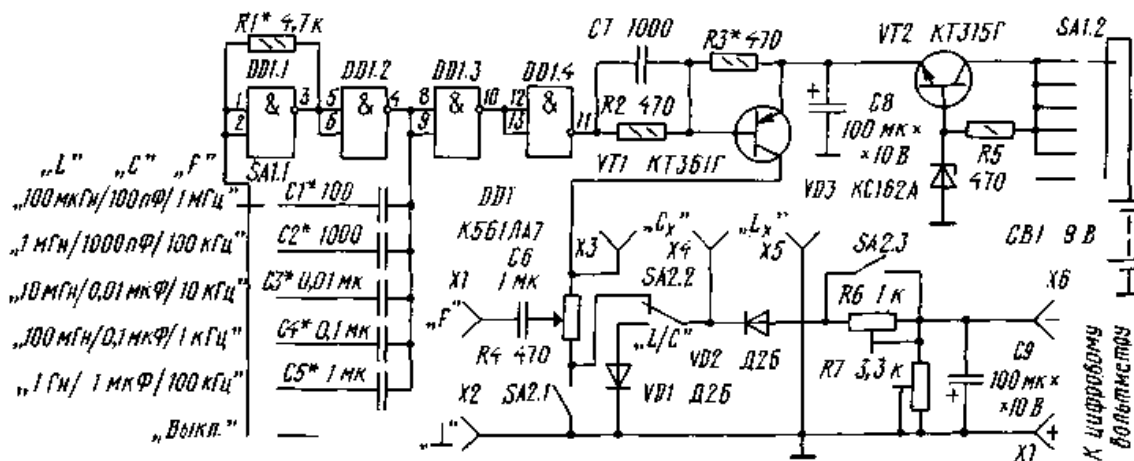 R1* 4,7 к
C7 1000
R3* 470
VT2 КТ315Г
SA1.2
DD1.1
DD1.2
DD1.3
DD1.4
R2 470
1
2
&
3
5
6
&
4
8
9
&
10
12
13
&
11
+
C8
100 мк×
×10 В
R5
470
VT1 КТ361Г
VD3 КС162А
SA1.1
„L" „C" „F"
„100 мкГн/100 пФ/1 мГц"
„1 мГн/1000 пФ/100 кГц"
„10 мГн/0,01 мкФ/10 кГц"
„100 мГн/0,1 мкФ/1 кГц"
„1 Гн/ 1 мкФ/100 кГц"
„Выкл."
C1* 100
C2* 1000
C3* 0,01 мк
C4* 0,1 мк
C5* 1 мк
DD1
К561ЛА7
C6
1 мк
X1
„F"
X2
„⊥"
R4 470
SA2.1
X3
„Cx"
X4
„Lx"
X5
SA2.2
„L/C"
VD1 Д2Б
VD2 Д2Б
SA2.3
R6 1 к
R7 3,3 к
C9
100 мк×
×10 В
+
GB1 9 В
X6
−
X7
+
К цифровому
вольтметру